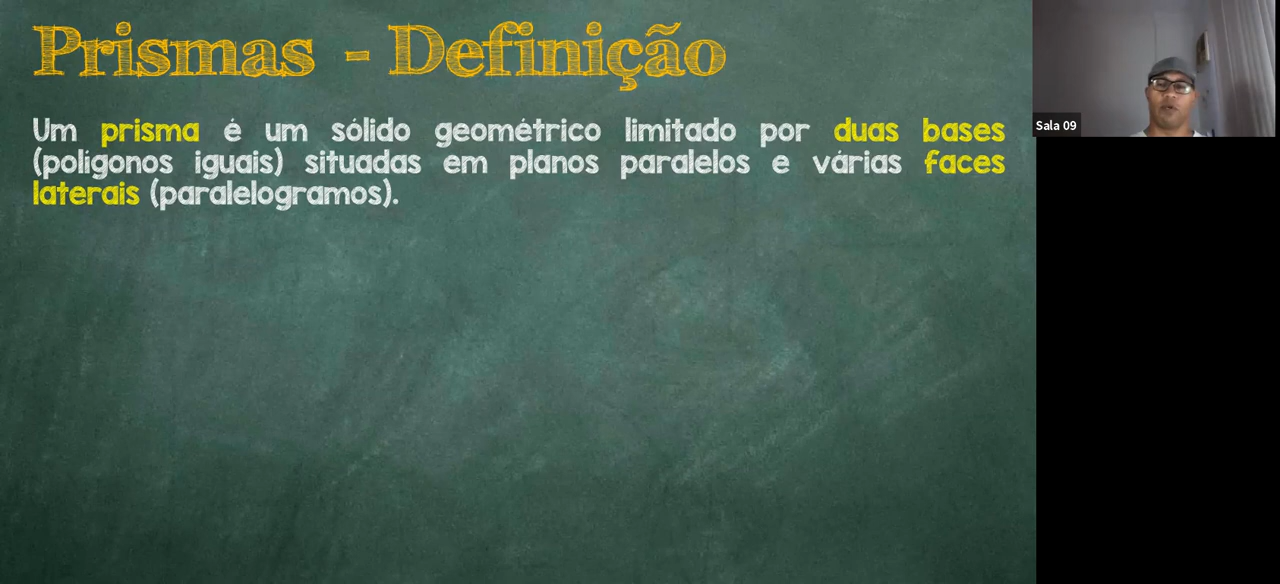 Prismas - Definição
Um prisma é um sólido geométrico limitado por duas bases
(polígonos iguais) situadas em planos paralelos e várias faces
laterais (paralelogramos).
Sala 09